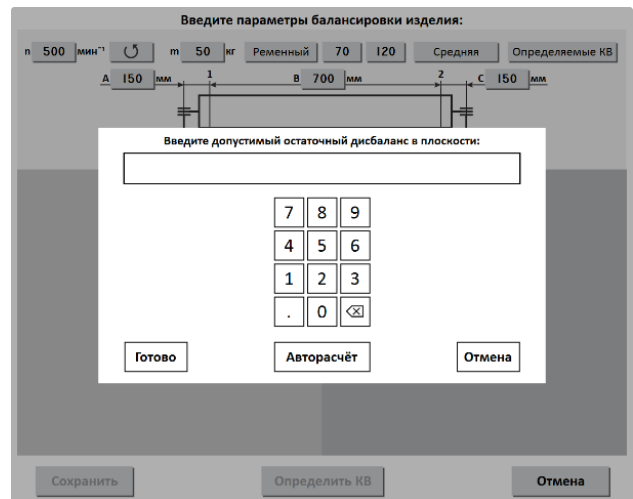 Введите параметры балансировки изделия:
n 500 мин⁻¹ ↺ m 50 кг Ременный 70 120 Средняя Определяемые КВ
A 150 мм 1 B 700 мм 2 C 150 мм
Введите допустимый остаточный дисбаланс в плоскости:
7 8 9
4 5 6
1 2 3
. 0 ⌫
Готово Авторасчёт Отмена
Сохранить Определить КВ Отмена